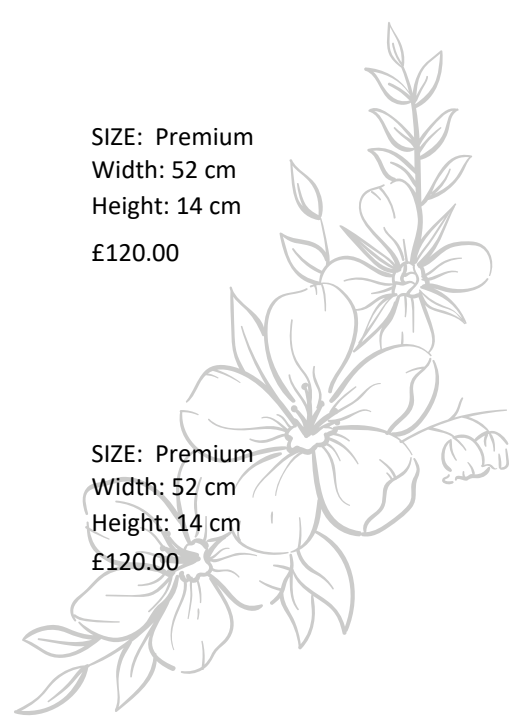 SIZE:  Premium
Width: 52 cm
Height: 14 cm
£120.00
SIZE:  Premium
Width: 52 cm
Height: 14 cm
£120.00